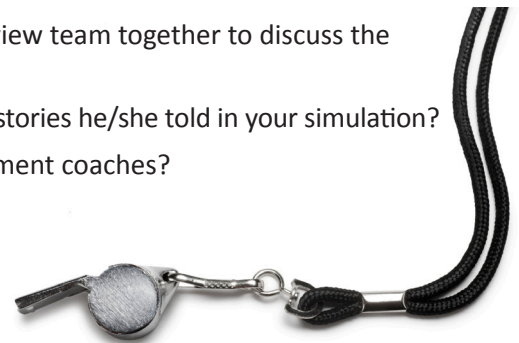 view team together to discuss the
stories he/she told in your simulation?
ment coaches?